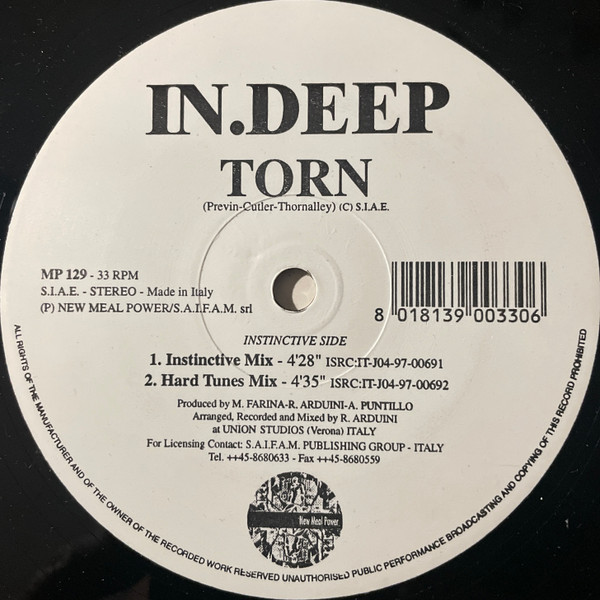 IN.DEEP
TORN
(Previn-Cutler-Thornalley) (C) S.I.A.E.
MP 129 - 33 RPM
S.I.A.E. - STEREO - Made in Italy
(P) NEW MEAL POWER/S.A.I.F.A.M. srl
8 018139 003306
INSTINCTIVE SIDE
1. Instinctive Mix - 4'28" ISRC:IT-J04-97-00691
2. Hard Tunes Mix - 4'35" ISRC:IT-J04-97-00692
Produced by M. FARINA-R. ARDUINI-A. PUNTILLO
Arranged, Recorded and Mixed by R. ARDUINI
at UNION STUDIOS (Verona) ITALY
For Licensing Contact: S.A.I.F.A.M. PUBLISHING GROUP - ITALY
Tel. ++45-8680633 - Fax ++45-8680559
New Meal Power
ALL RIGHTS OF THE MANUFACTURER AND OF THE OWNER OF THE RECORDED WORK RESERVED UNAUTHORISED PUBLIC PERFORMANCE BROADCASTING AND COPYING OF THIS RECORD PROHIBITED